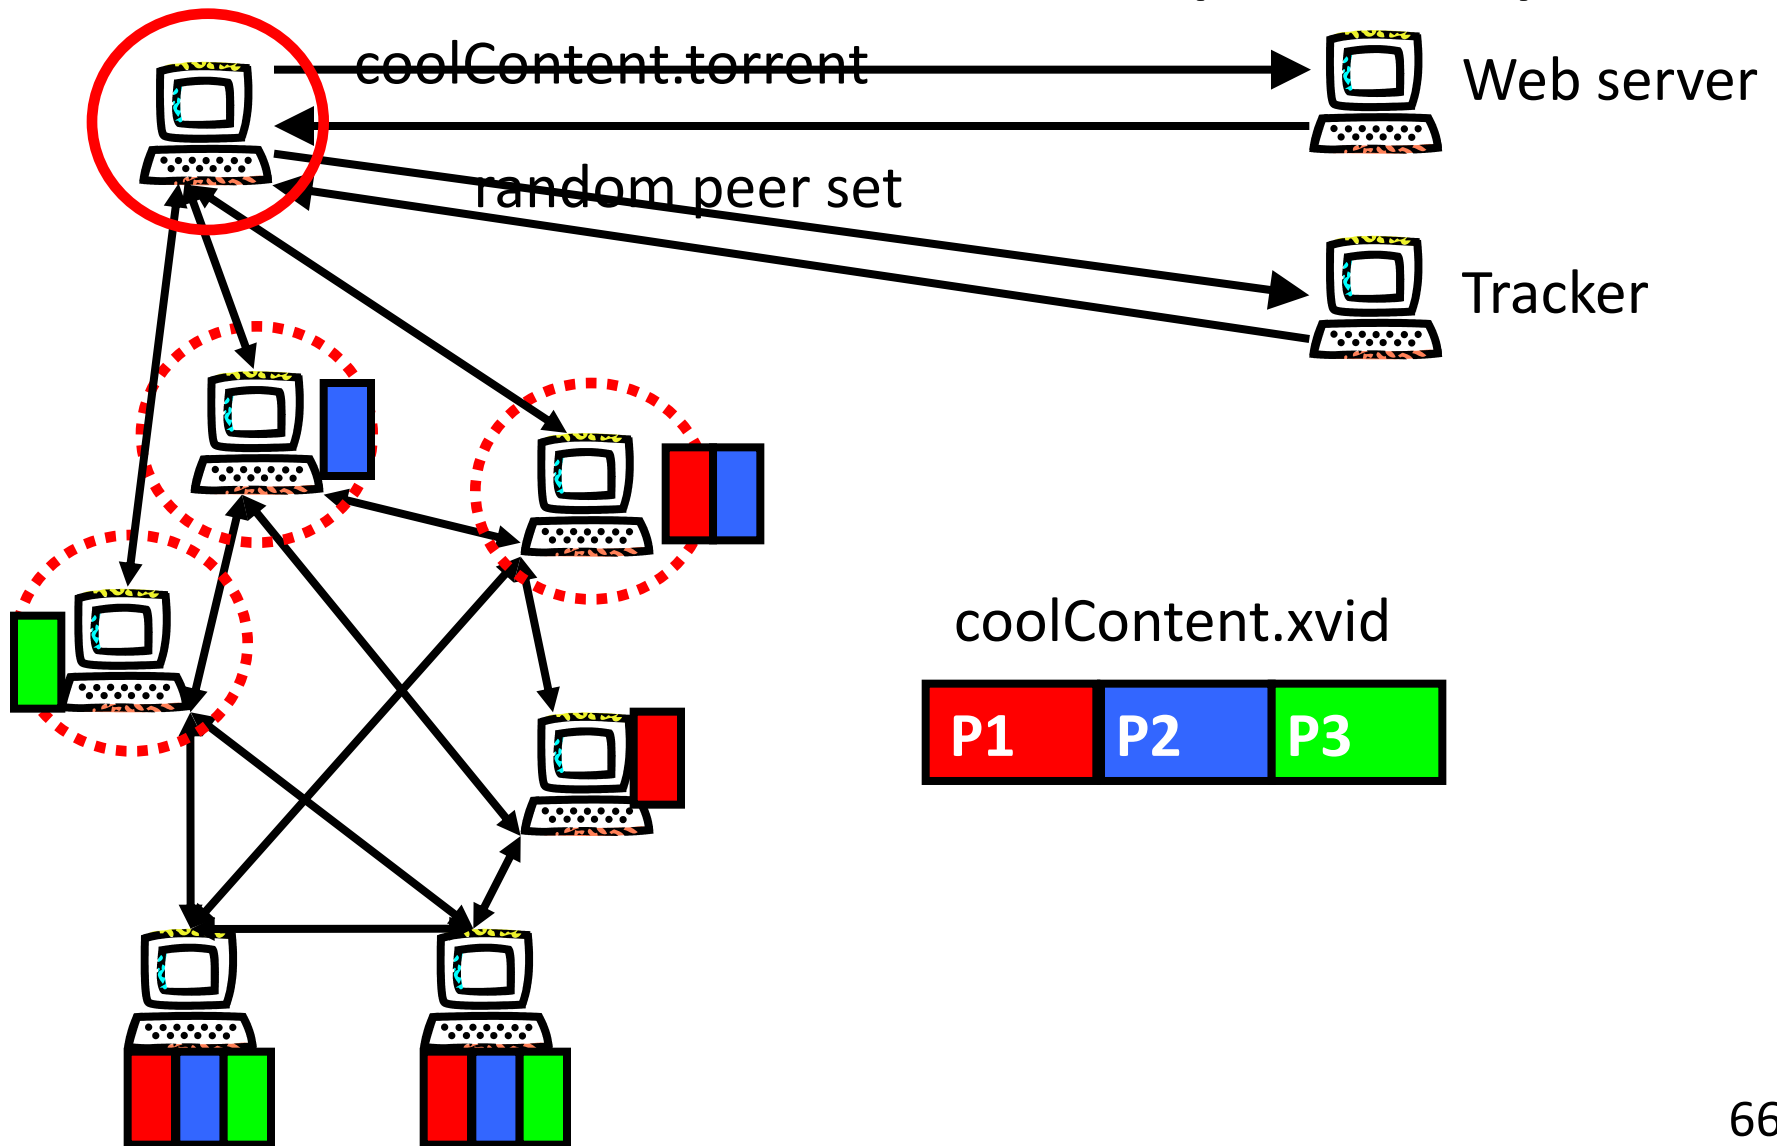 coolContent.torrent
Web server
random peer set
Tracker
coolContent.xvid
P1 P2 P3
66